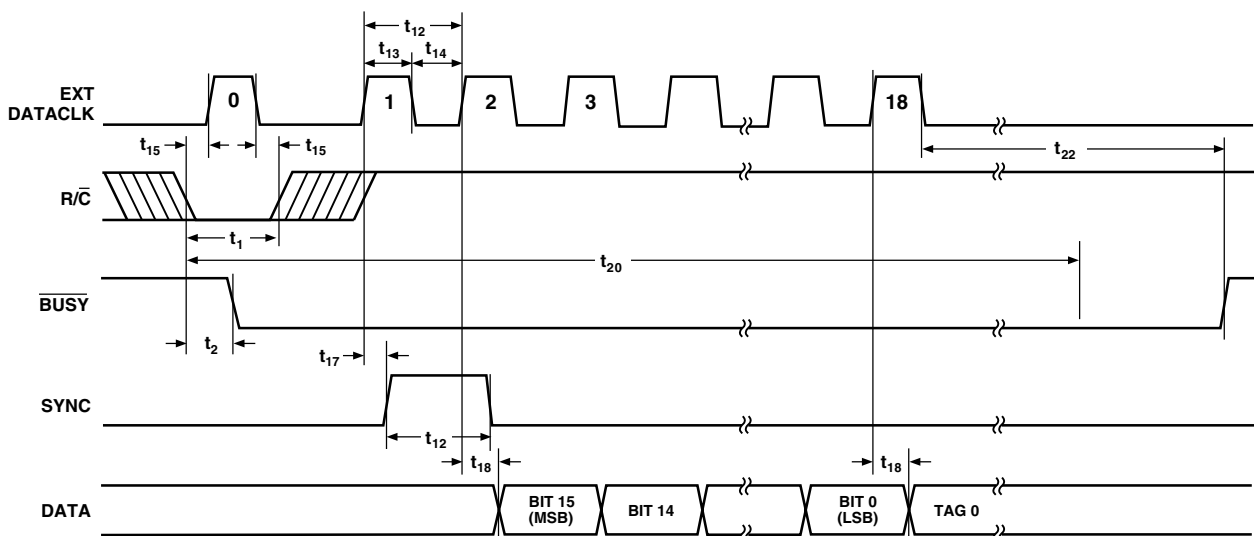 t12
t13 t14
EXT
DATACLK
0 1 2 3 18
t15 t15
t22
R/C̅
t1
t20
B̅U̅S̅Y̅
t2
t17
SYNC
t12
t18 t18
DATA
BIT 15
(MSB)
BIT 14
BIT 0
(LSB)
TAG 0